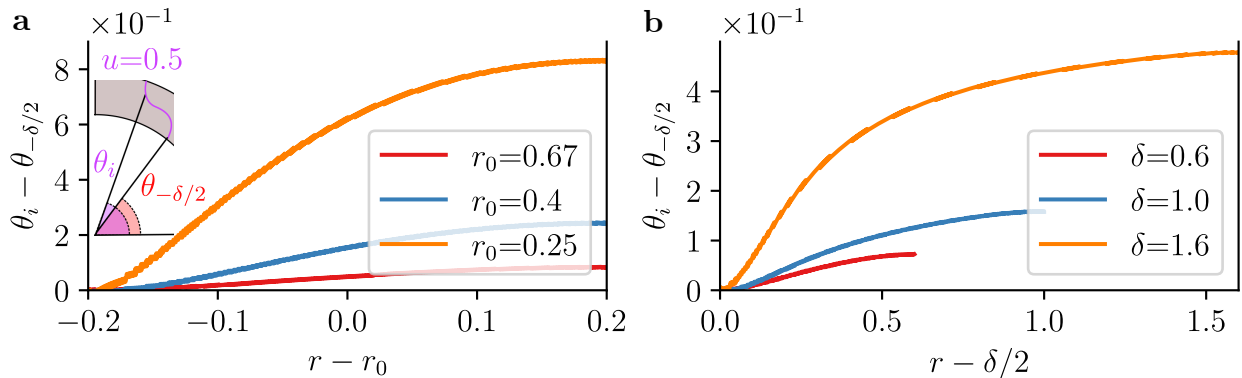 a
×10⁻¹
8
6
4
2
0
θᵢ − θ_{−δ/2}
u=0.5
θᵢ
θ_{−δ/2}
r₀=0.67
r₀=0.4
r₀=0.25
−0.2 −0.1 0.0 0.1 0.2
r − r₀
b
×10⁻¹
4
3
2
1
0
θᵢ − θ_{−δ/2}
δ=0.6
δ=1.0
δ=1.6
0.0 0.5 1.0 1.5
r − δ/2